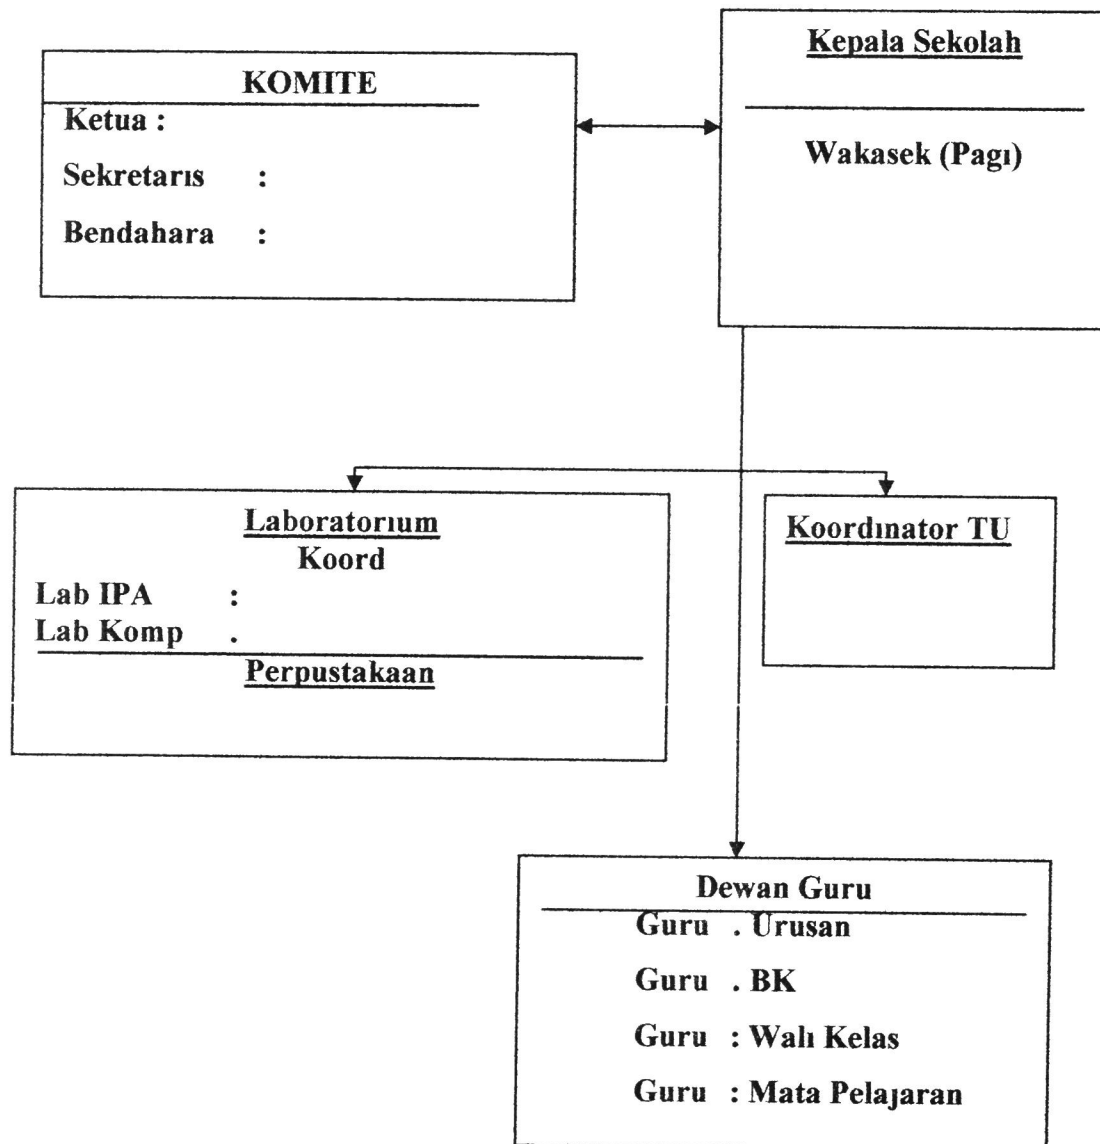 Kepala Sekolah
Wakasek (Pagi)
KOMITE
Ketua :
Sekretaris :
Bendahara :
Laboratorium
Koord
Lab IPA :
Lab Komp .
Perpustakaan
Koordinator TU
Dewan Guru
Guru . Urusan
Guru . BK
Guru : Wali Kelas
Guru : Mata Pelajaran